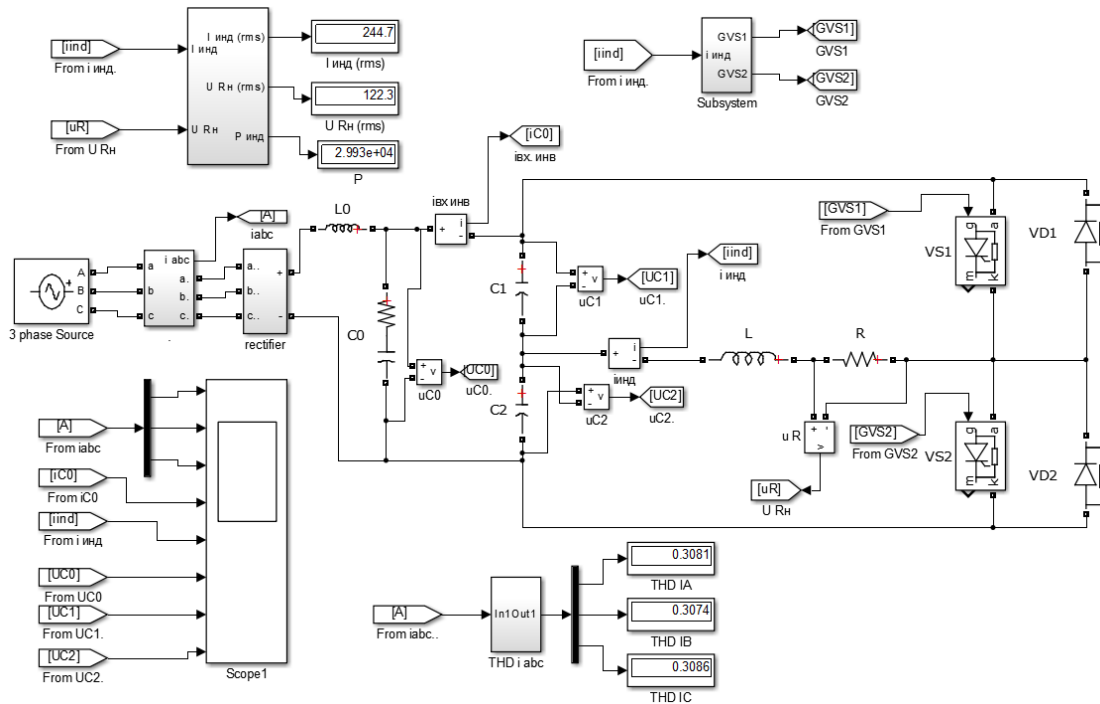 [iind]
From i инд.
I инд
I инд (rms)
244.7
I инд (rms)
U Rн (rms)
122.3
U Rн (rms)
[uR]
From U Rн
U Rн
P инд
2.993e+04
P
[iind]
From i инд.
i инд
GVS1
GVS2
Subsystem
[GVS1]
GVS1
[GVS2]
GVS2
[iC0]
iвх. инв
iвх инв
i
+
-
L0
[A]
iabc
A
B
C
3 phase Source
a
b
c
i abc
a.
b.
c.
.
a..
b..
c..
+
-
rectifier
C0
+
-
v
uC0
[UC0]
uC0.
C1
+
-
v
uC1
[UC1]
uC1.
[iind]
i инд
i
+
-
iинд
C2
+
-
v
uC2
[UC2]
uC2.
L
R
u R
+
-
v
[uR]
U Rн
[GVS1]
From GVS1
g
a
m
k
VS1
VD1
[GVS2]
From GVS2
g
a
m
k
VS2
VD2
[A]
From iabc
[iC0]
From iC0
[iind]
From i инд
[UC0]
From UC0
[UC1]
From UC1.
[UC2]
From UC2.
Scope1
[A]
From iabc..
In1
Out1
THD i abc
0.3081
THD IA
0.3074
THD IB
0.3086
THD IC